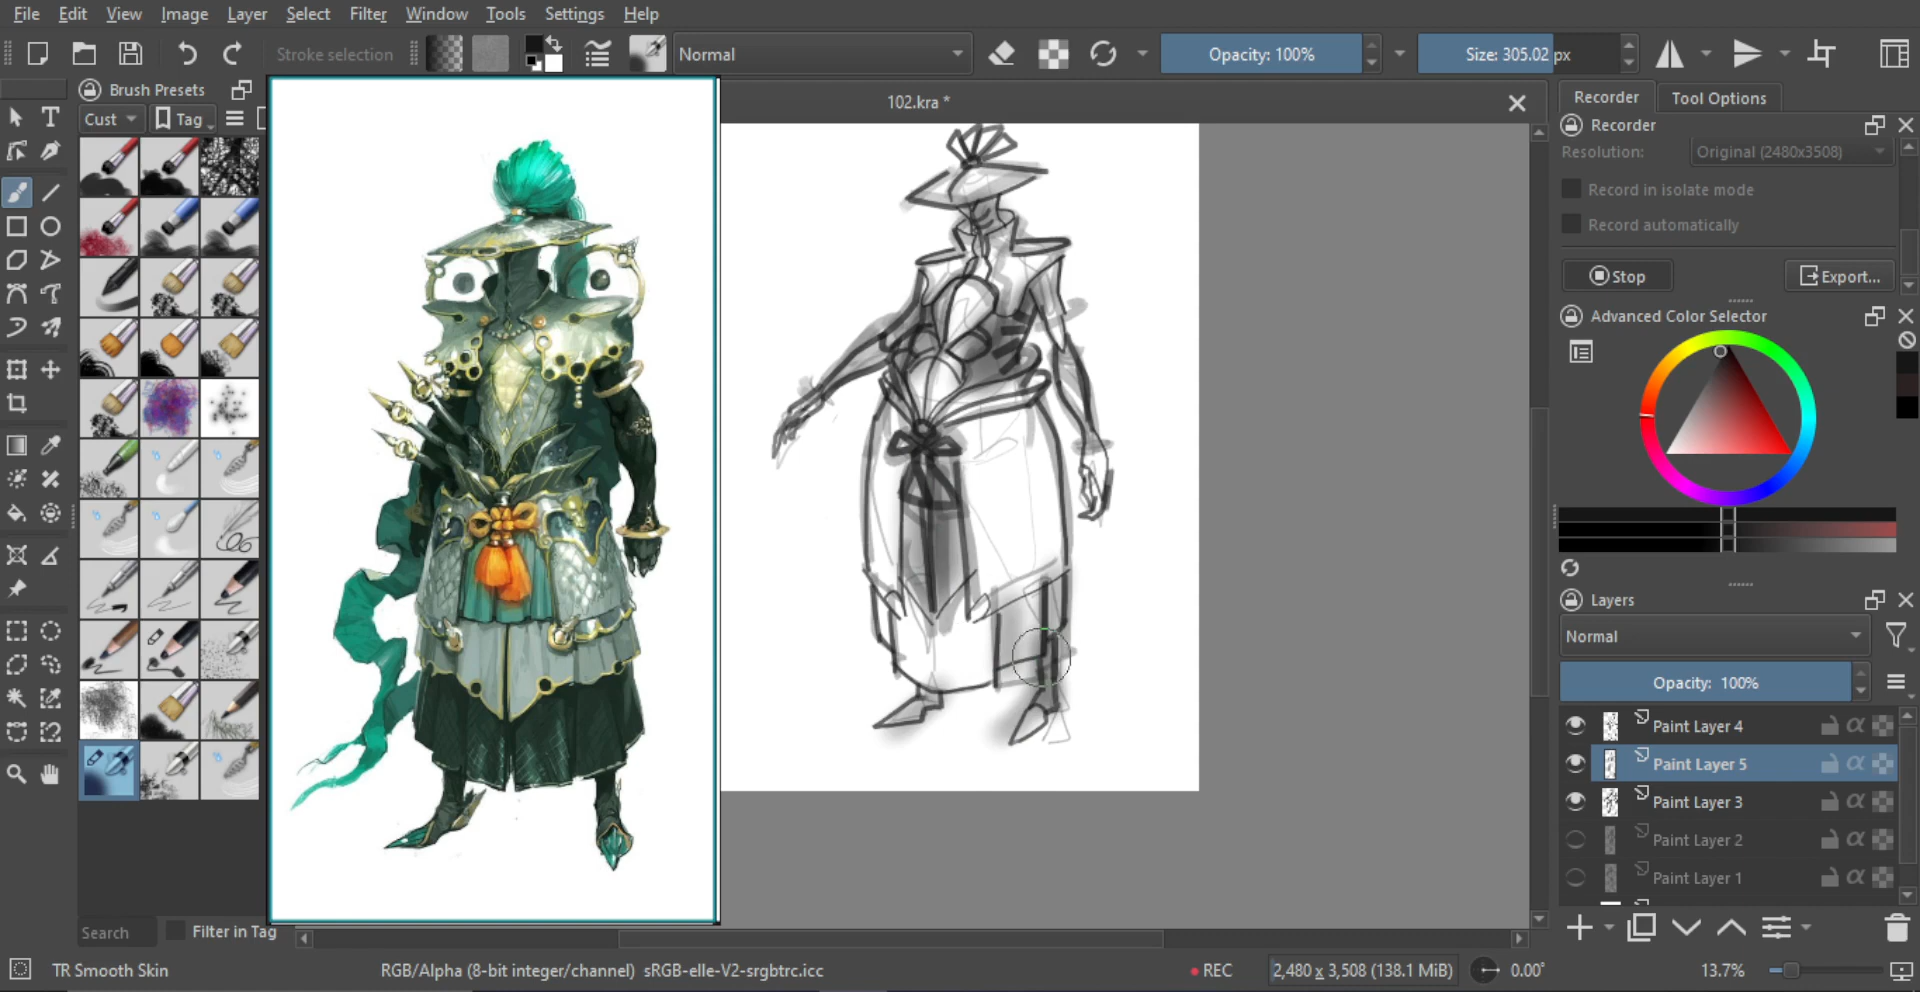 File Edit View Image Layer Select Filter Window Tools Settings Help
Stroke selection Normal Opacity: 100% Size: 305.02 px
Brush Presets
Cust Tag
102.kra *
Recorder Tool Options
Recorder
Resolution: Original (2480x3508)
Record in isolate mode
Record automatically
Stop Export...
Advanced Color Selector
Layers
Normal
Opacity: 100%
Paint Layer 4
Paint Layer 5
Paint Layer 3
Paint Layer 2
Paint Layer 1
Search Filter in Tag
TR Smooth Skin RGB/Alpha (8-bit integer/channel) sRGB-elle-V2-srgbtrc.icc REC 2,480 x 3,508 (138.1 MiB) 0.00° 13.7%